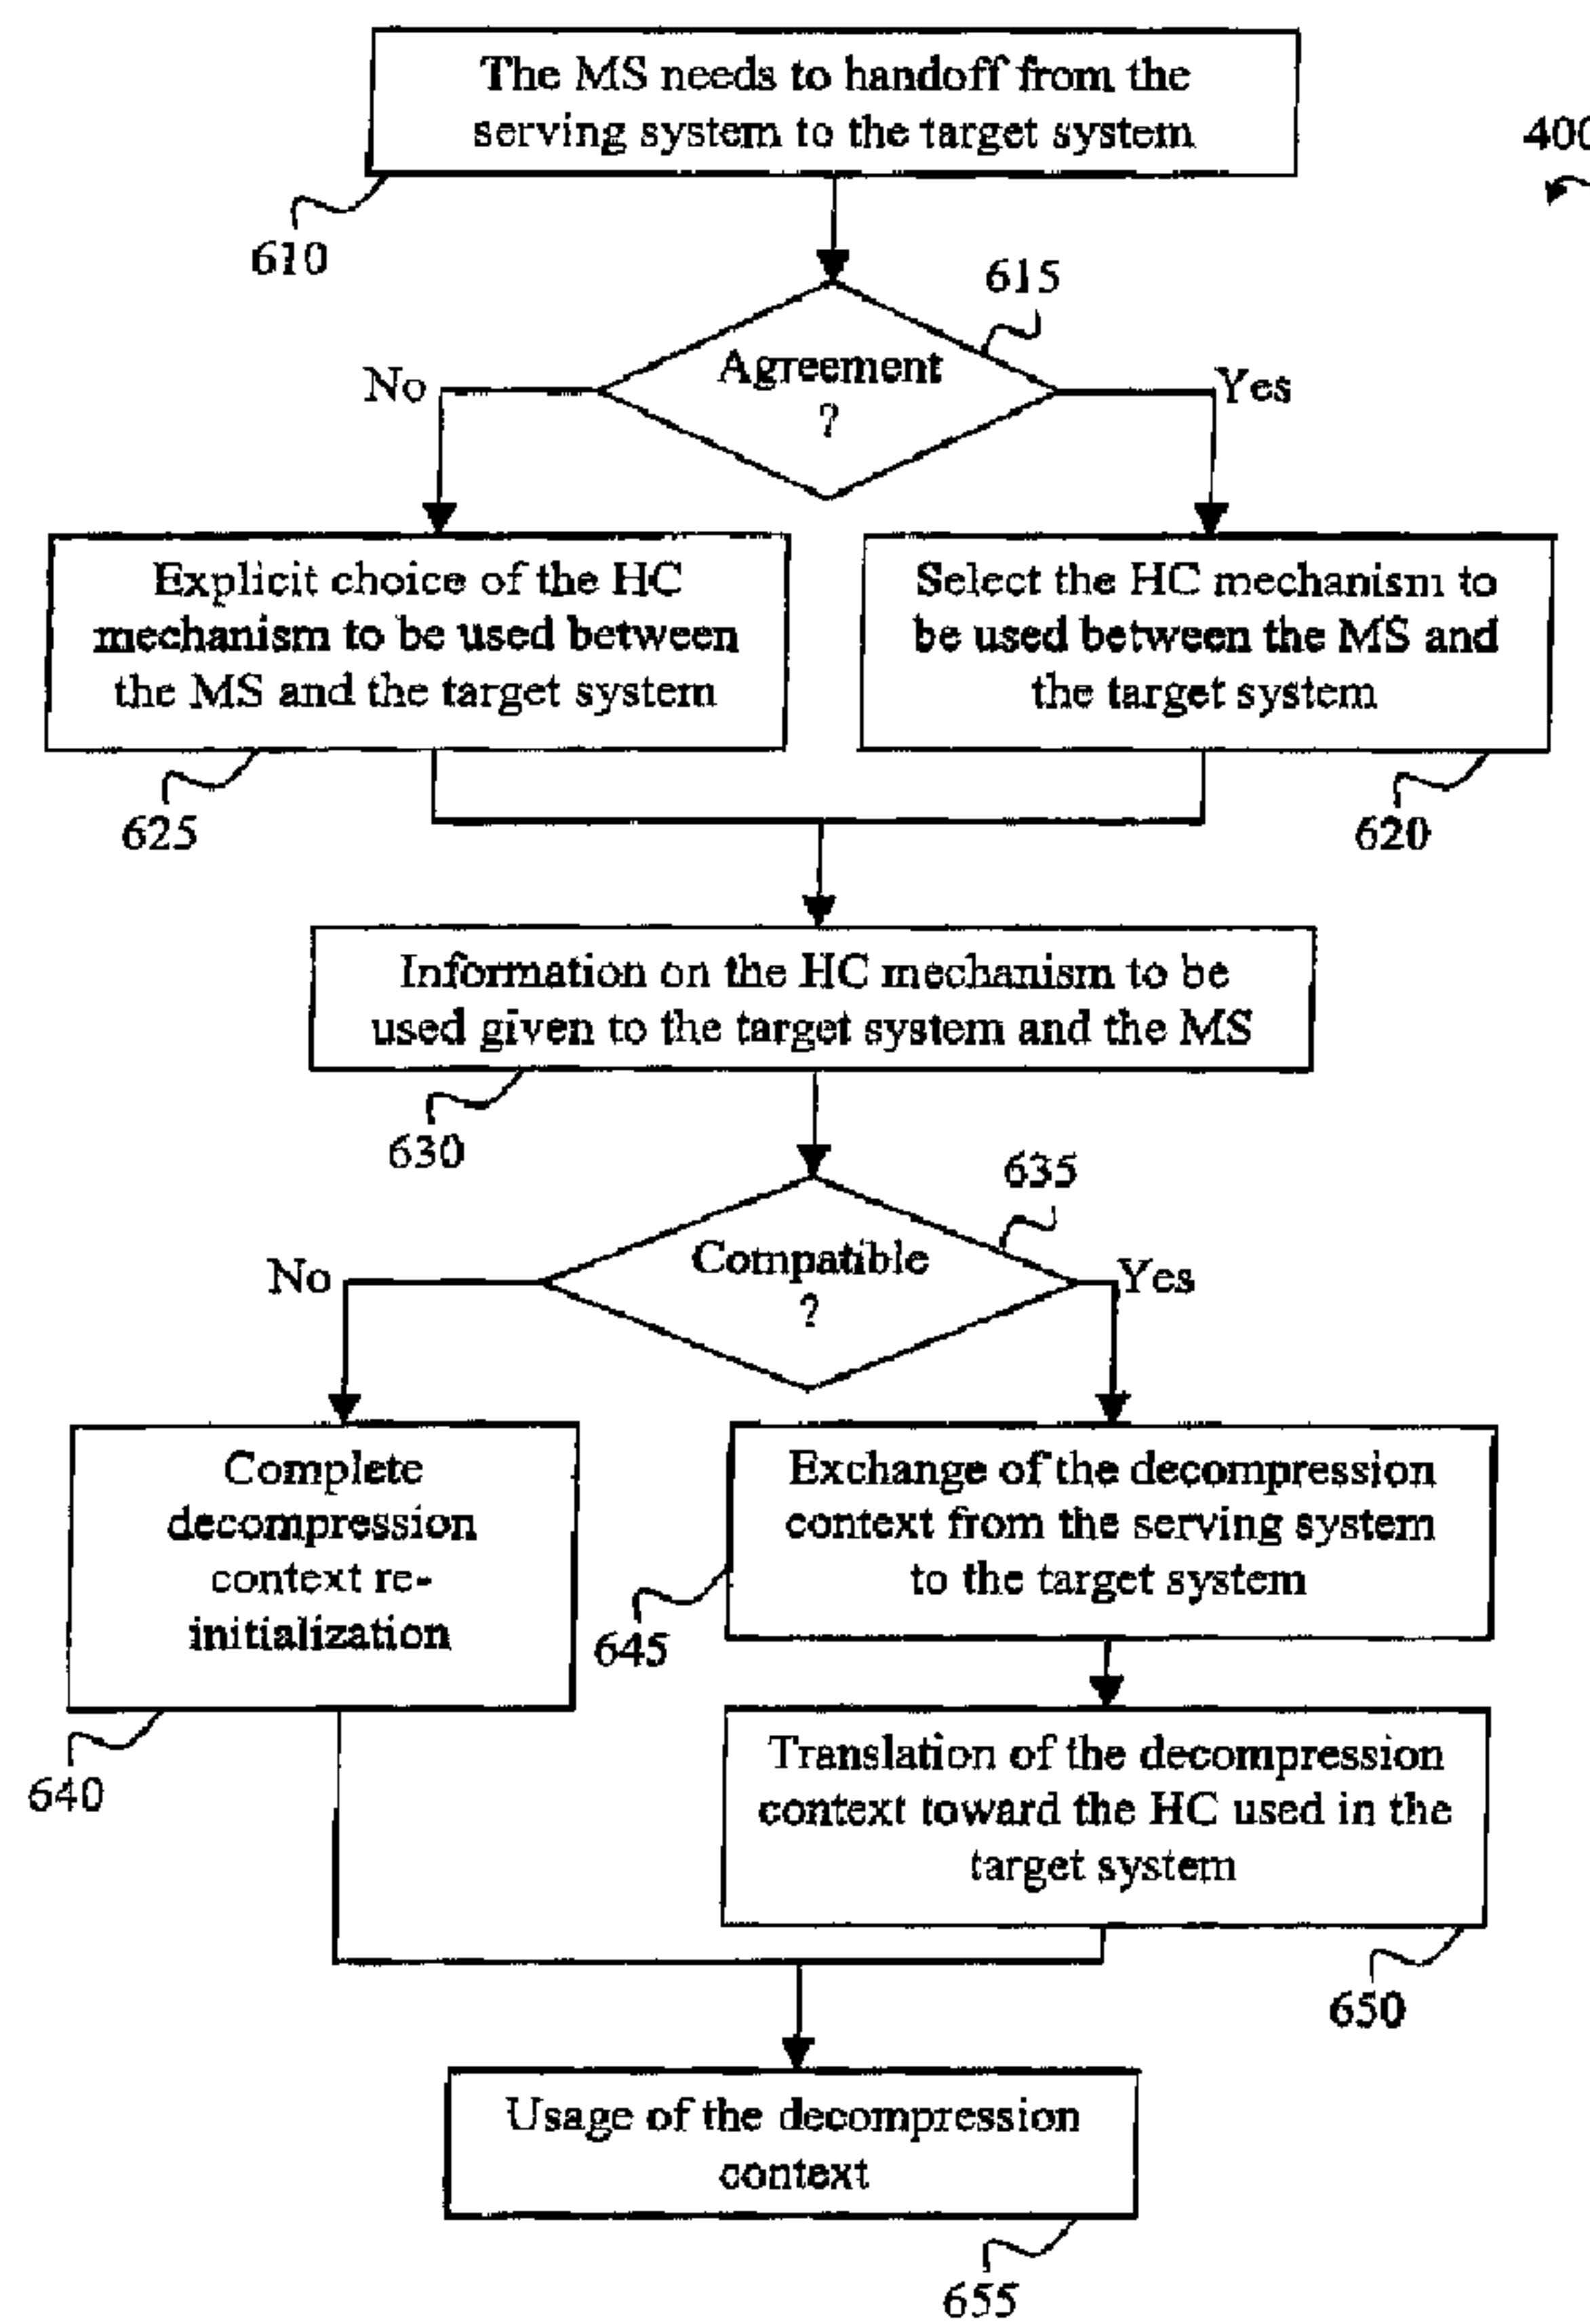 The MS needs to handoff from the
serving system to the target system
400
610
615
Agreement
?
No
Yes
Explicit choice of the HC
mechanism to be used between
the MS and the target system
Select the HC mechanism to
be used between the MS and
the target system
625
620
Information on the HC mechanism to be
used given to the target system and the MS
630
635
Compatible
?
No
Yes
Complete
decompression
context re-
initialization
Exchange of the decompression
context from the serving system
to the target system
645
640
Translation of the decompression
context toward the HC used in the
target system
650
Usage of the decompression
context
655